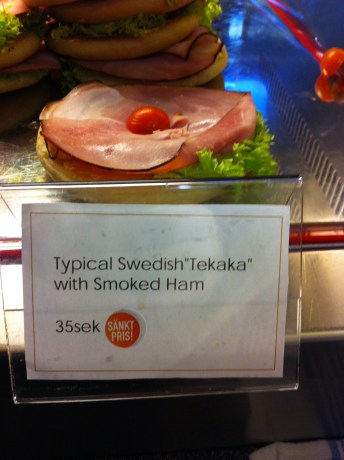 Typical Swedish"Tekaka"
with Smoked Ham
35sek
SÄNKT
PRIS!